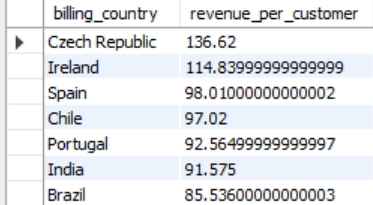 billing_country revenue_per_customer
Czech Republic 136.62
Ireland 114.83999999999999
Spain 98.01000000000002
Chile 97.02
Portugal 92.56499999999997
India 91.575
Brazil 85.53600000000003